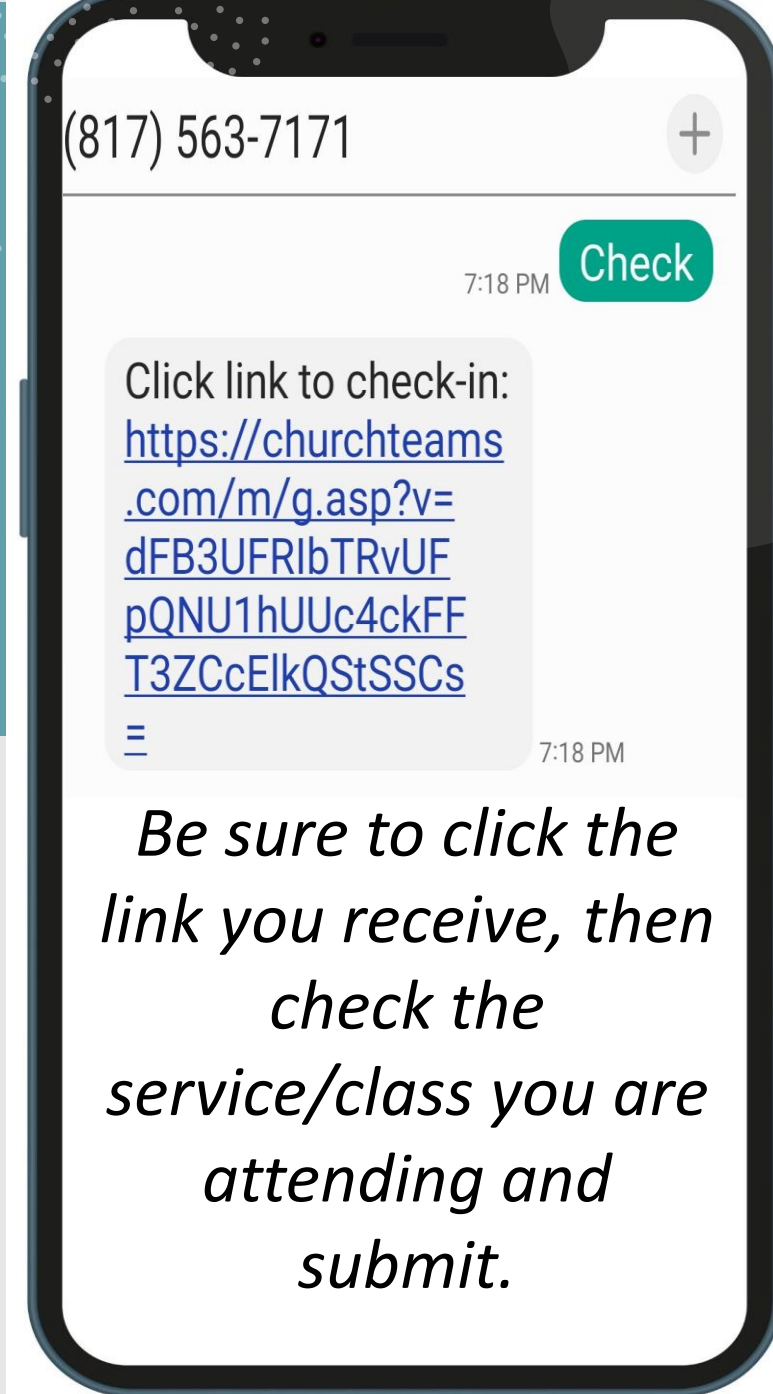 (817) 563-7171
+
Check
7:18 PM
Click link to check-in:
https://churchteams
.com/m/g.asp?v=
dFB3UFRIbTRvUF
pQNU1hUUc4ckFF
T3ZCcElkQStSSCs
=
7:18 PM
Be sure to click the
link you receive, then
check the
service/class you are
attending and
submit.